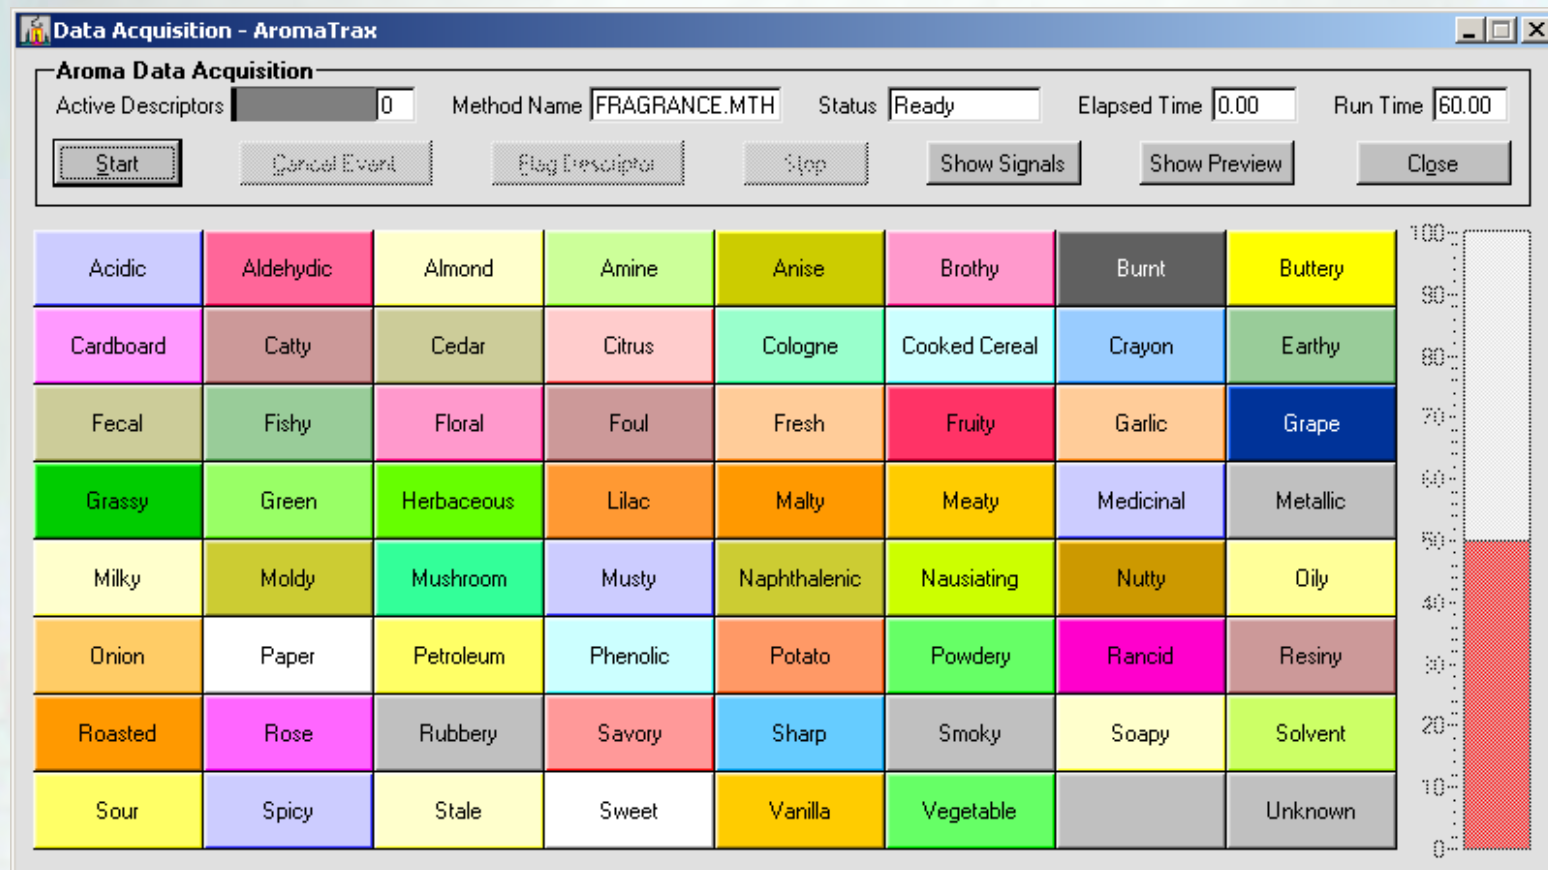 Data Acquisition - AromaTrax
Aroma Data Acquisition
Active Descriptors 0 Method Name FRAGRANCE.MTH Status Ready Elapsed Time 0.00 Run Time 60.00
Start Cancel Event Flag Descriptor Stop Show Signals Show Preview Close
Acidic Aldehydic Almond Amine Anise Brothy Burnt Buttery
Cardboard Catty Cedar Citrus Cologne Cooked Cereal Crayon Earthy
Fecal Fishy Floral Foul Fresh Fruity Garlic Grape
Grassy Green Herbaceous Lilac Malty Meaty Medicinal Metallic
Milky Moldy Mushroom Musty Naphthalenic Nausiating Nutty Oily
Onion Paper Petroleum Phenolic Potato Powdery Rancid Resiny
Roasted Rose Rubbery Savory Sharp Smoky Soapy Solvent
Sour Spicy Stale Sweet Vanilla Vegetable Unknown
100
90
80
70
60
50
40
30
20
10
0